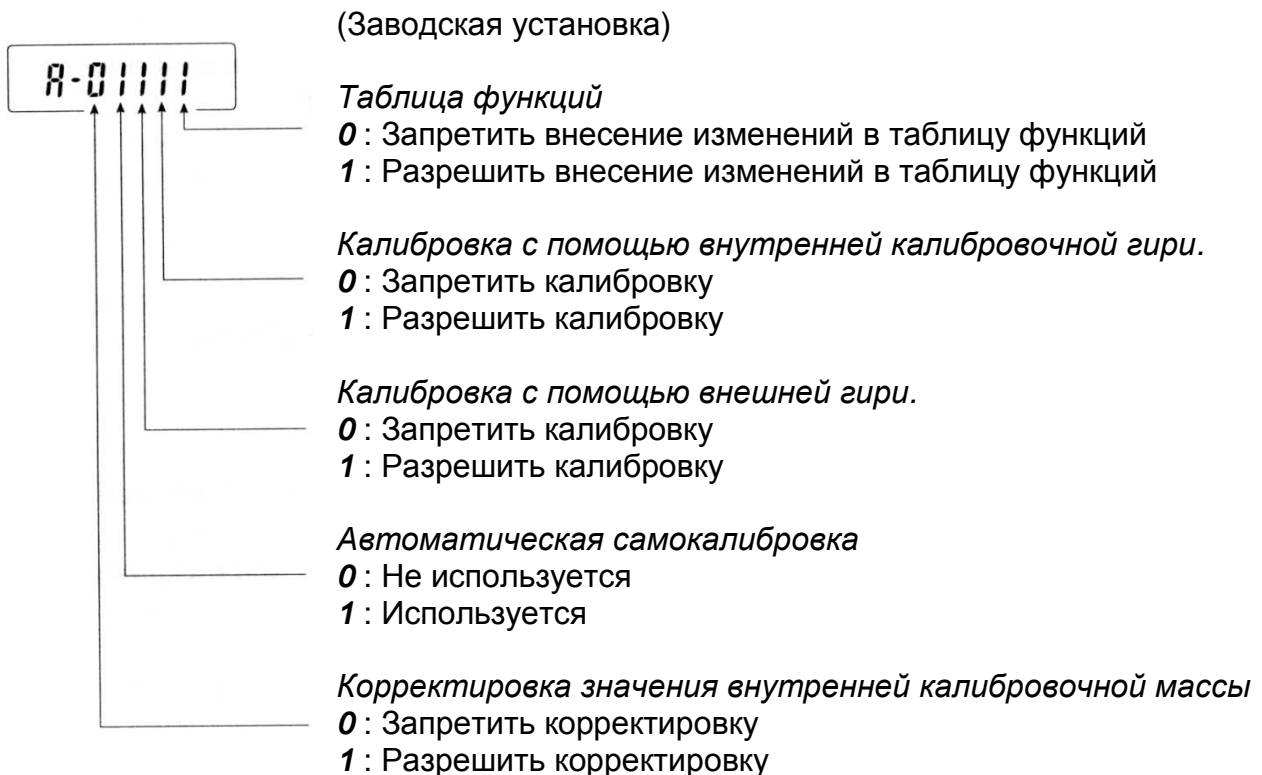 (Заводская установка)
A-01111
Таблица функций
0 : Запретить внесение изменений в таблицу функций
1 : Разрешить внесение изменений в таблицу функций
Калибровка с помощью внутренней калибровочной гири.
0 : Запретить калибровку
1 : Разрешить калибровку
Калибровка с помощью внешней гири.
0 : Запретить калибровку
1 : Разрешить калибровку
Автоматическая самокалибровка
0 : Не используется
1 : Используется
Корректировка значения внутренней калибровочной массы
0 : Запретить корректировку
1 : Разрешить корректировку